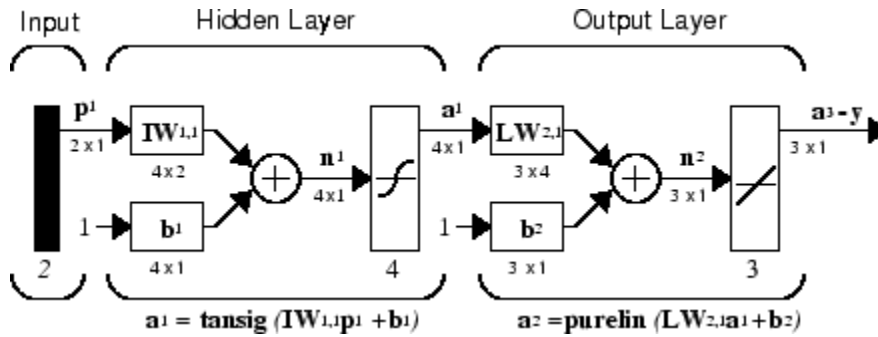 Input Hidden Layer Output Layer
p1 a1 a3-y
IW1,1 LW2,1
2 x 1 4 x 1 3 x 1
n1 n2
4 x 2 3 x 4
4 x 1 3 x 1
1 b1 1 b2
2 4 x 1 4 3 x 1 3
a1 = tansig (IW1,1p1 +b1) a2 =purelin (LW2,1a1+b2)